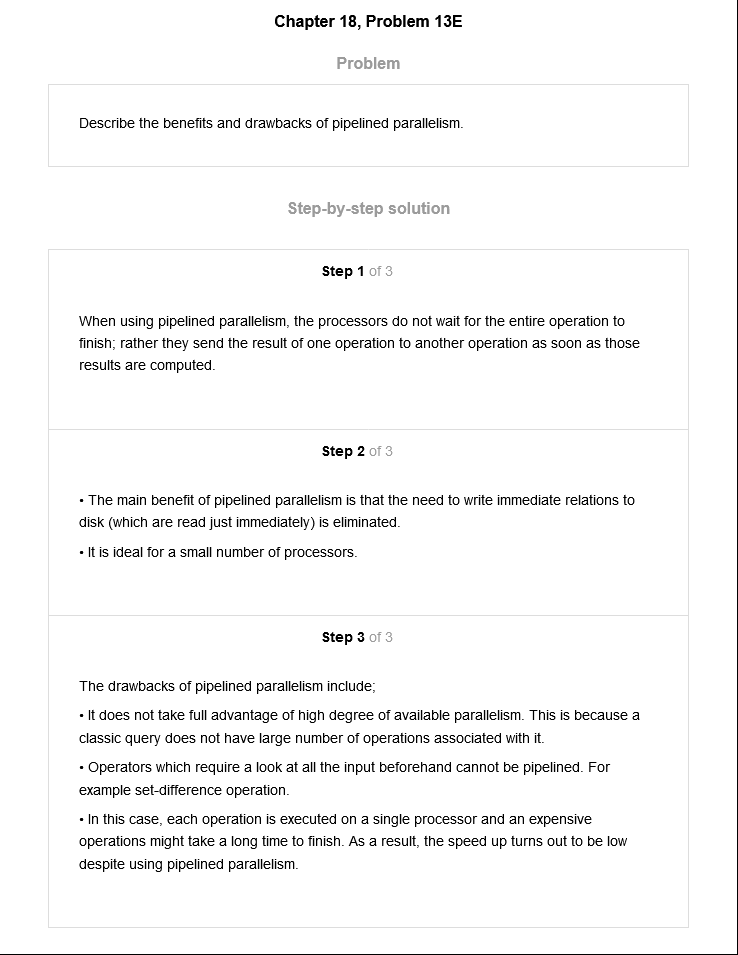 Chapter 18, Problem 13E
Problem
Describe the benefits and drawbacks of pipelined parallelism.
Step-by-step solution
Step 1 of 3
When using pipelined parallelism, the processors do not wait for the entire operation to
finish; rather they send the result of one operation to another operation as soon as those
results are computed.
Step 2 of 3
• The main benefit of pipelined parallelism is that the need to write immediate relations to
disk (which are read just immediately) is eliminated.
• It is ideal for a small number of processors.
Step 3 of 3
The drawbacks of pipelined parallelism include;
• It does not take full advantage of high degree of available parallelism. This is because a
classic query does not have large number of operations associated with it.
• Operators which require a look at all the input beforehand cannot be pipelined. For
example set-difference operation.
• In this case, each operation is executed on a single processor and an expensive
operations might take a long time to finish. As a result, the speed up turns out to be low
despite using pipelined parallelism.